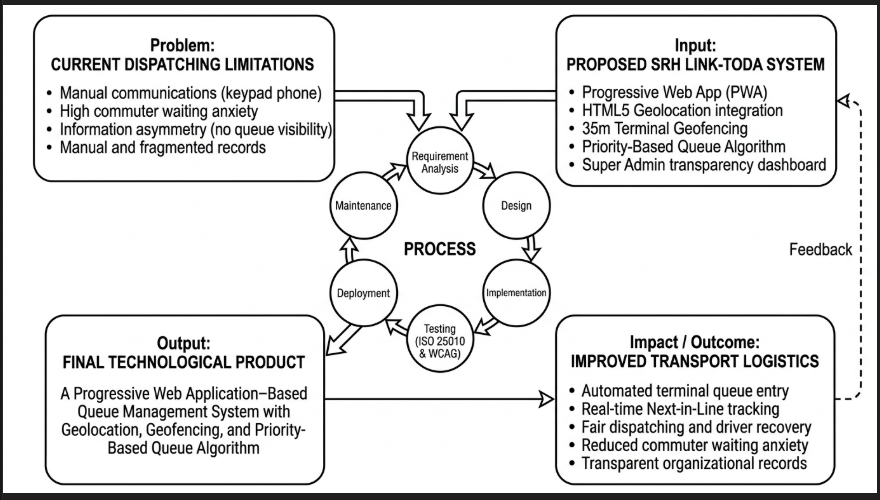 Problem:
CURRENT DISPATCHING LIMITATIONS
• Manual communications (keypad phone)
• High commuter waiting anxiety
• Information asymmetry (no queue visibility)
• Manual and fragmented records
Input:
PROPOSED SRH LINK-TODA SYSTEM
• Progressive Web App (PWA)
• HTML5 Geolocation integration
• 35m Terminal Geofencing
• Priority-Based Queue Algorithm
• Super Admin transparency dashboard
Requirement
Analysis
Design
Implementation
Testing
(ISO 25010
& WCAG)
Deployment
Maintenance
PROCESS
Feedback
Output:
FINAL TECHNOLOGICAL PRODUCT
A Progressive Web Application–Based
Queue Management System with
Geolocation, Geofencing, and Priority-
Based Queue Algorithm
Impact / Outcome:
IMPROVED TRANSPORT LOGISTICS
• Automated terminal queue entry
• Real-time Next-in-Line tracking
• Fair dispatching and driver recovery
• Reduced commuter waiting anxiety
• Transparent organizational records